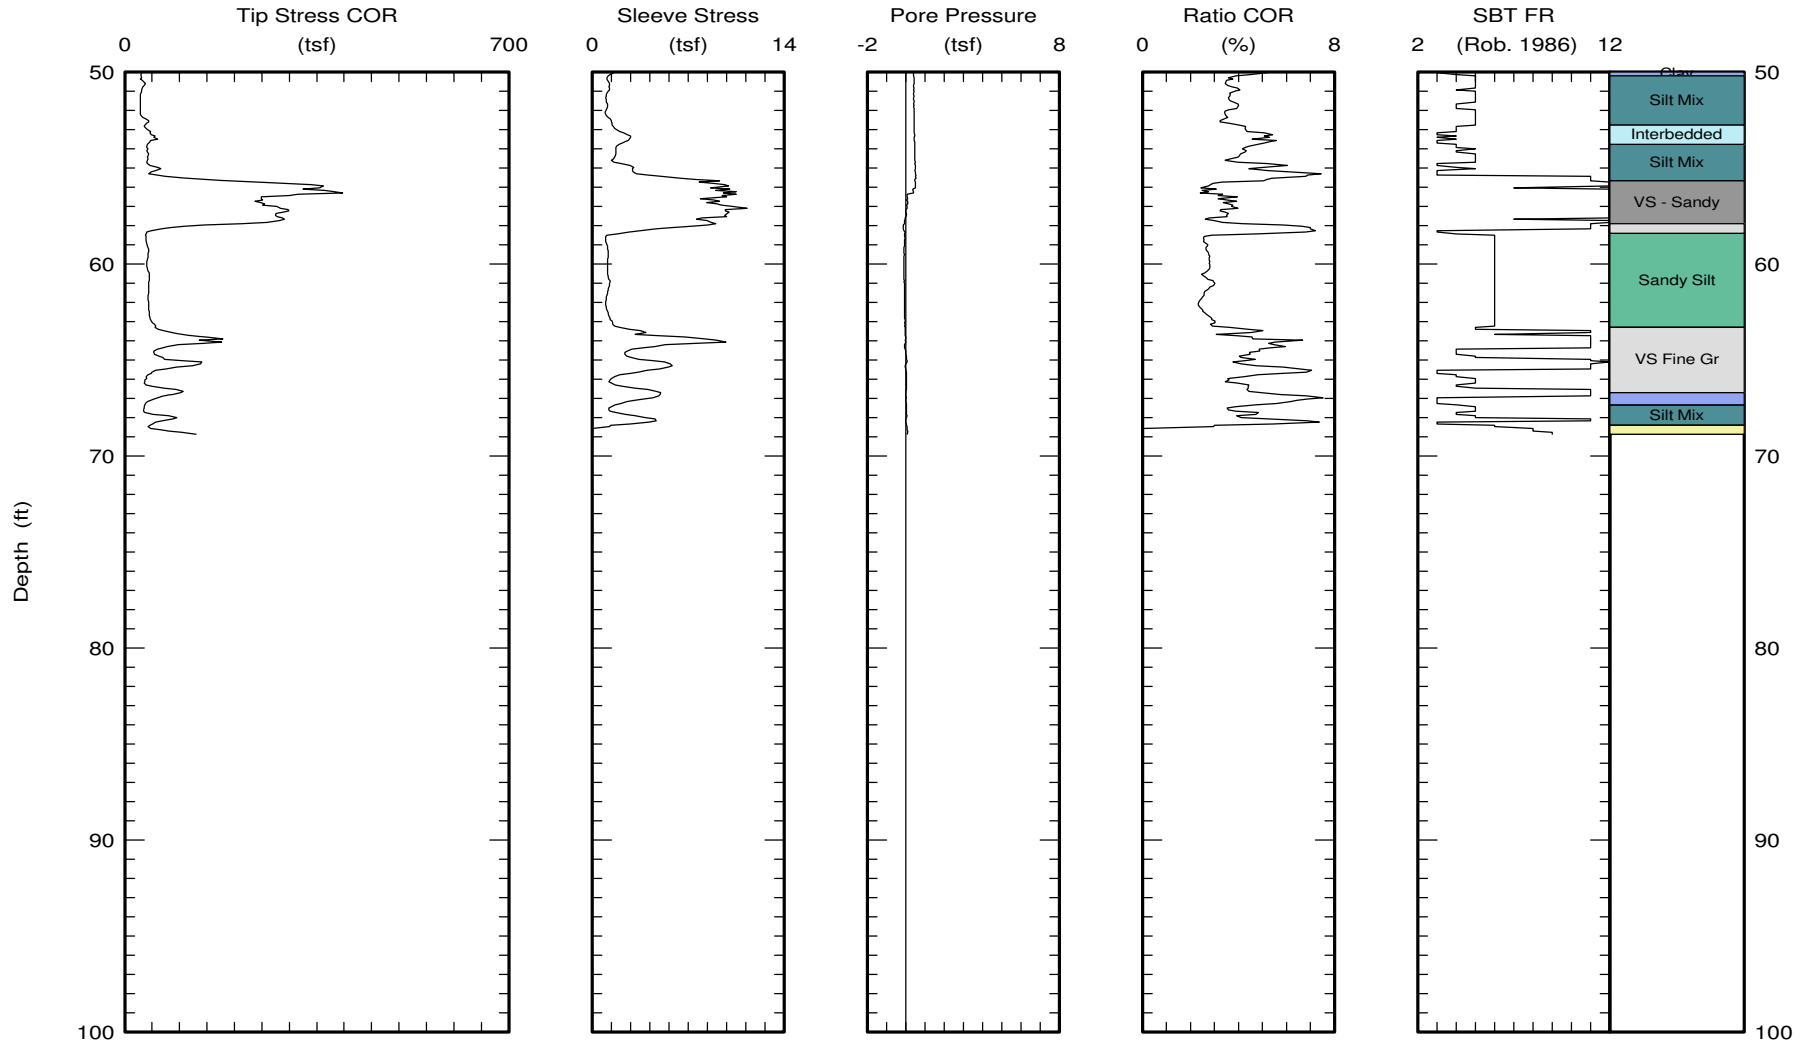 Tip Stress COR Sleeve Stress Pore Pressure Ratio COR SBT FR
0 (tsf) 700 0 (tsf) 14 -2 (tsf) 8 0 (%) 8 2 (Rob. 1986) 12
50 Clay 50
Silt Mix
Interbedded
Silt Mix
VS - Sandy
60 60
Sandy Silt
VS Fine Gr
Silt Mix
70 70
Depth (ft)
80 80
90 90
100 100